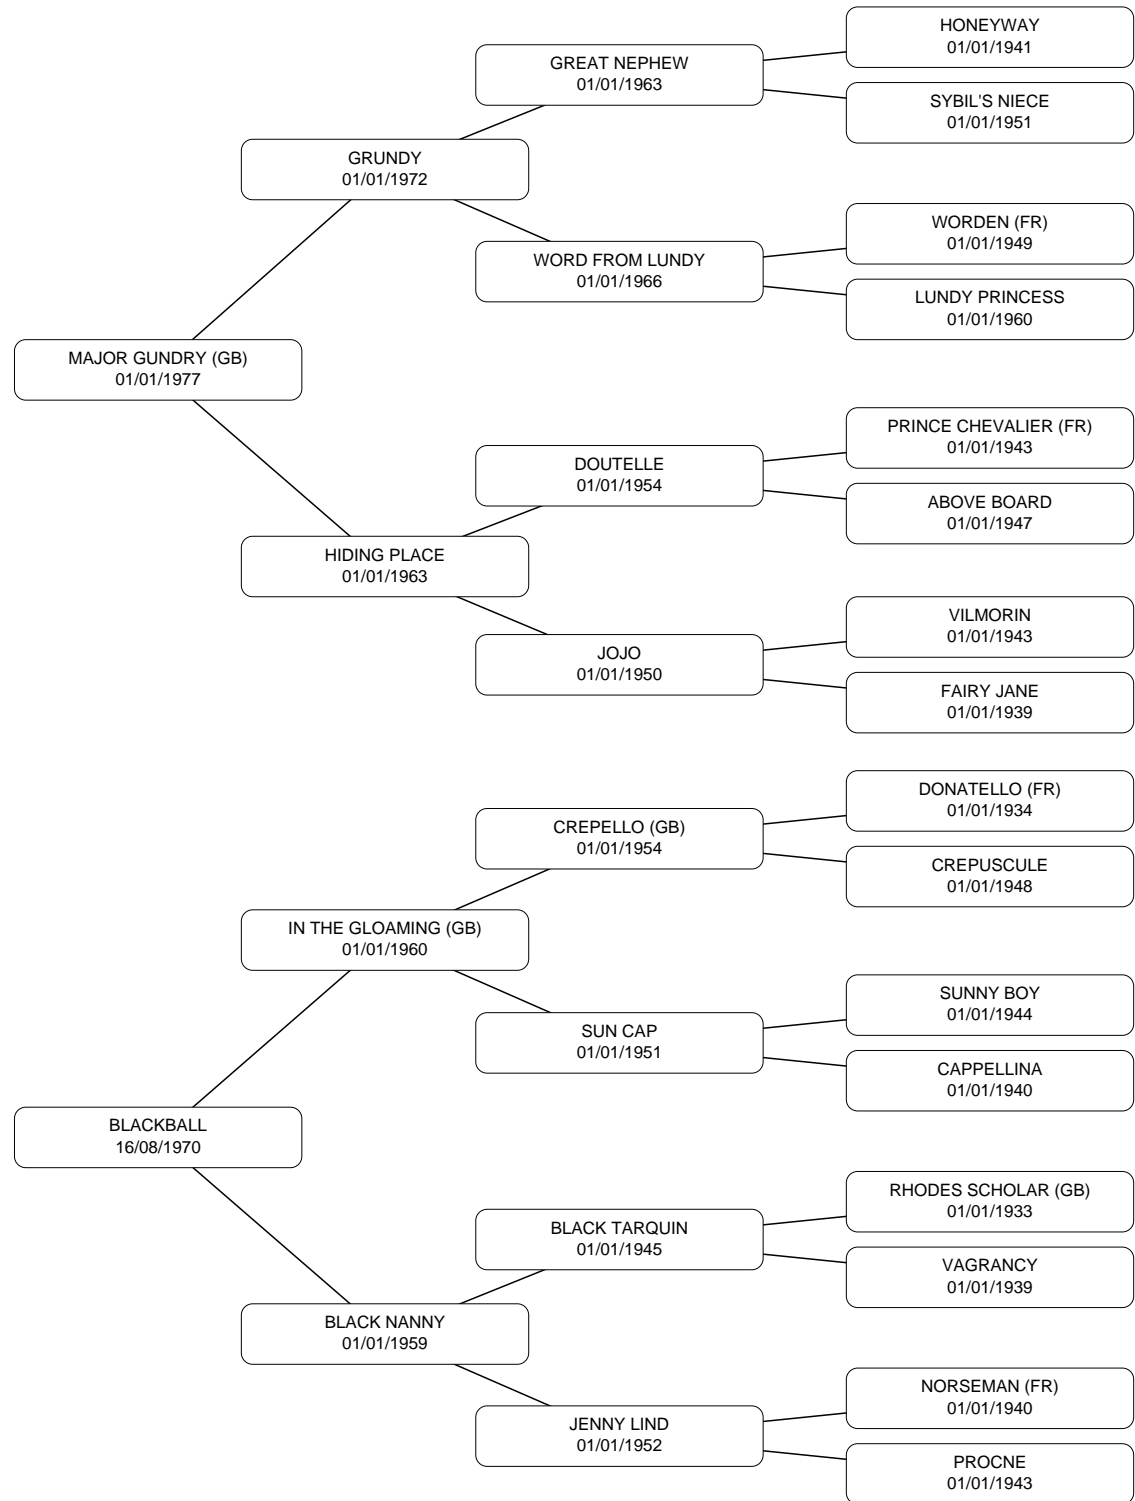 HONEYWAY
01/01/1941
GREAT NEPHEW
01/01/1963
SYBIL'S NIECE
01/01/1951
GRUNDY
01/01/1972
WORDEN (FR)
01/01/1949
WORD FROM LUNDY
01/01/1966
LUNDY PRINCESS
01/01/1960
MAJOR GUNDRY (GB)
01/01/1977
PRINCE CHEVALIER (FR)
01/01/1943
DOUTELLE
01/01/1954
ABOVE BOARD
01/01/1947
HIDING PLACE
01/01/1963
VILMORIN
01/01/1943
JOJO
01/01/1950
FAIRY JANE
01/01/1939
DONATELLO (FR)
01/01/1934
CREPELLO (GB)
01/01/1954
CREPUSCULE
01/01/1948
IN THE GLOAMING (GB)
01/01/1960
SUNNY BOY
01/01/1944
SUN CAP
01/01/1951
CAPPELLINA
01/01/1940
BLACKBALL
16/08/1970
RHODES SCHOLAR (GB)
01/01/1933
BLACK TARQUIN
01/01/1945
VAGRANCY
01/01/1939
BLACK NANNY
01/01/1959
NORSEMAN (FR)
01/01/1940
JENNY LIND
01/01/1952
PROCNE
01/01/1943